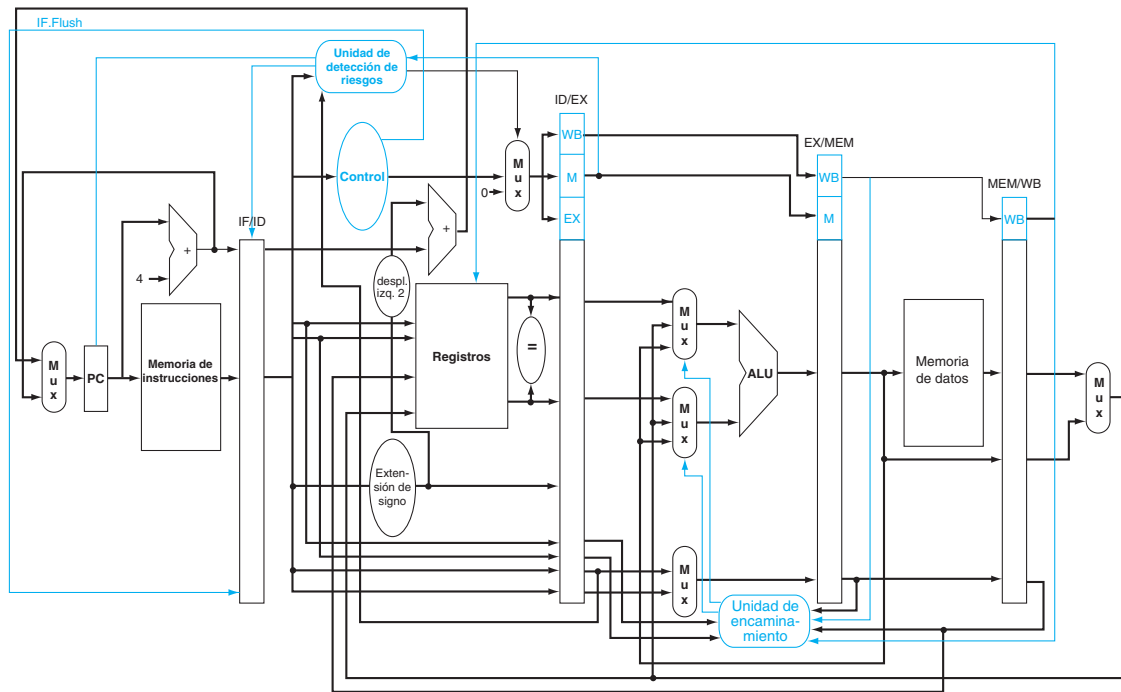 IF.Flush
Unidad de
detección de
riesgos
ID/EX
WB
EX/MEM
Control
M
u
x
M
WB
MEM/WB
0
EX
M
WB
IF/ID
+
+
4
despl.
izq. 2
M
u
x
PC
Memoria de
instrucciones
Registros
=
M
u
x
ALU
Memoria
de datos
M
u
x
M
u
x
Exten-
sión de
signo
M
u
x
Unidad de
encamina-
miento